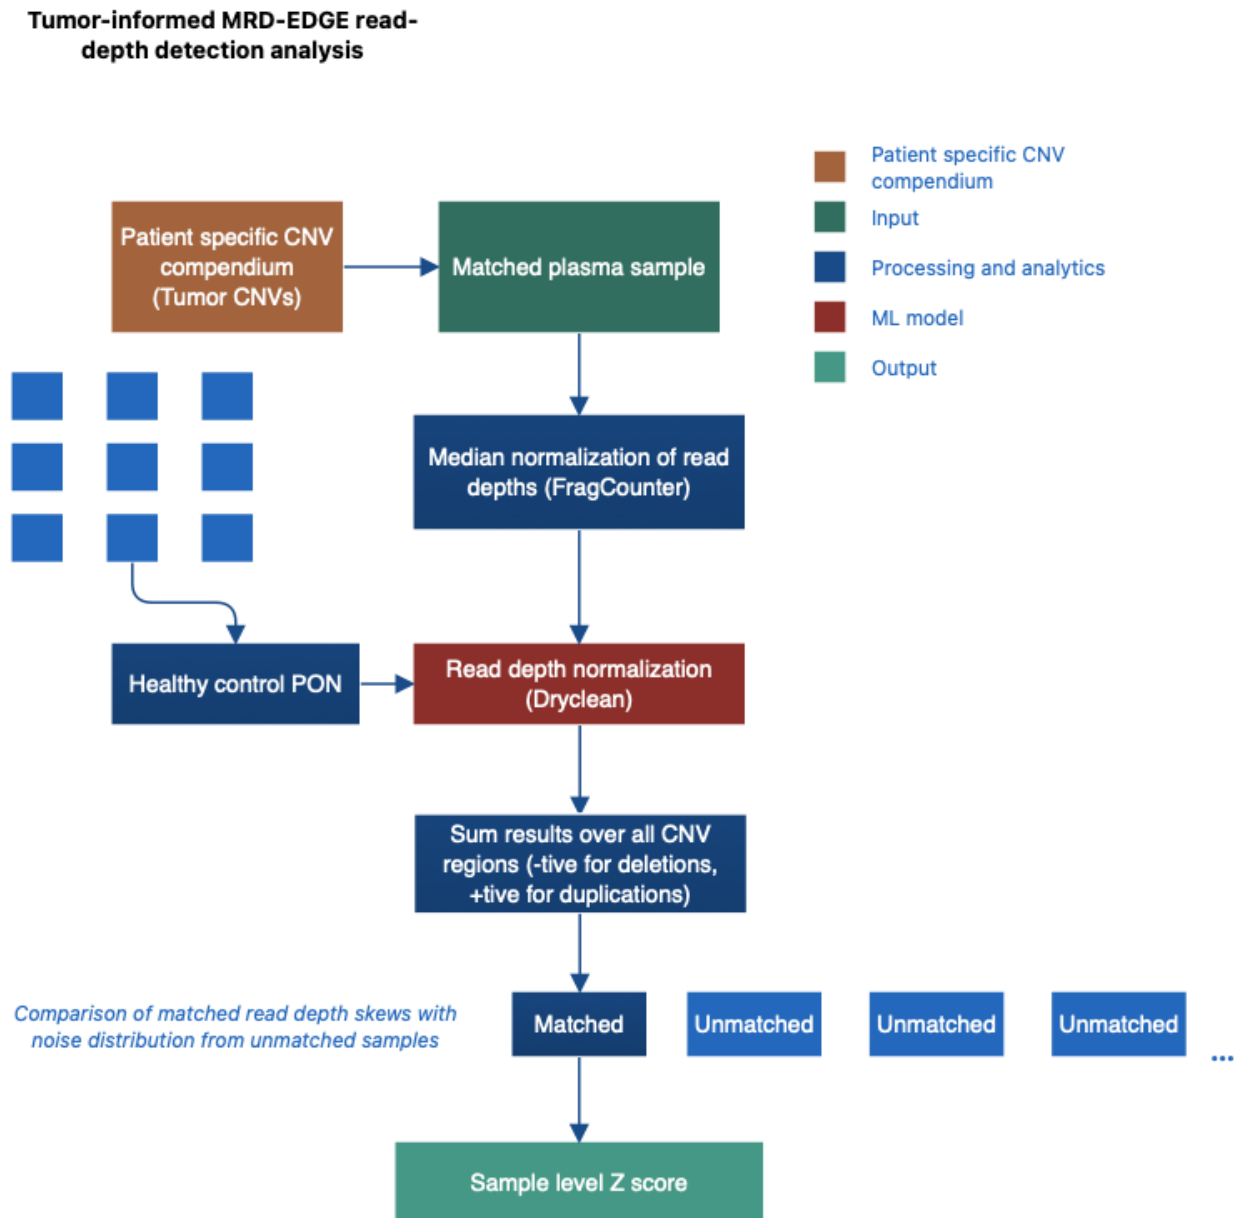 Tumor-informed MRD-EDGE read-
depth detection analysis
Patient specific CNV
compendium
Input
Processing and analytics
ML model
Output
Patient specific CNV
compendium
(Tumor CNVs)
Matched plasma sample
Median normalization of read
depths (FragCounter)
Healthy control PON
Read depth normalization
(Dryclean)
Sum results over all CNV
regions (-tive for deletions,
+tive for duplications)
Comparison of matched read depth skews with
noise distribution from unmatched samples
Matched
Unmatched
Unmatched
Unmatched
...
Sample level Z score